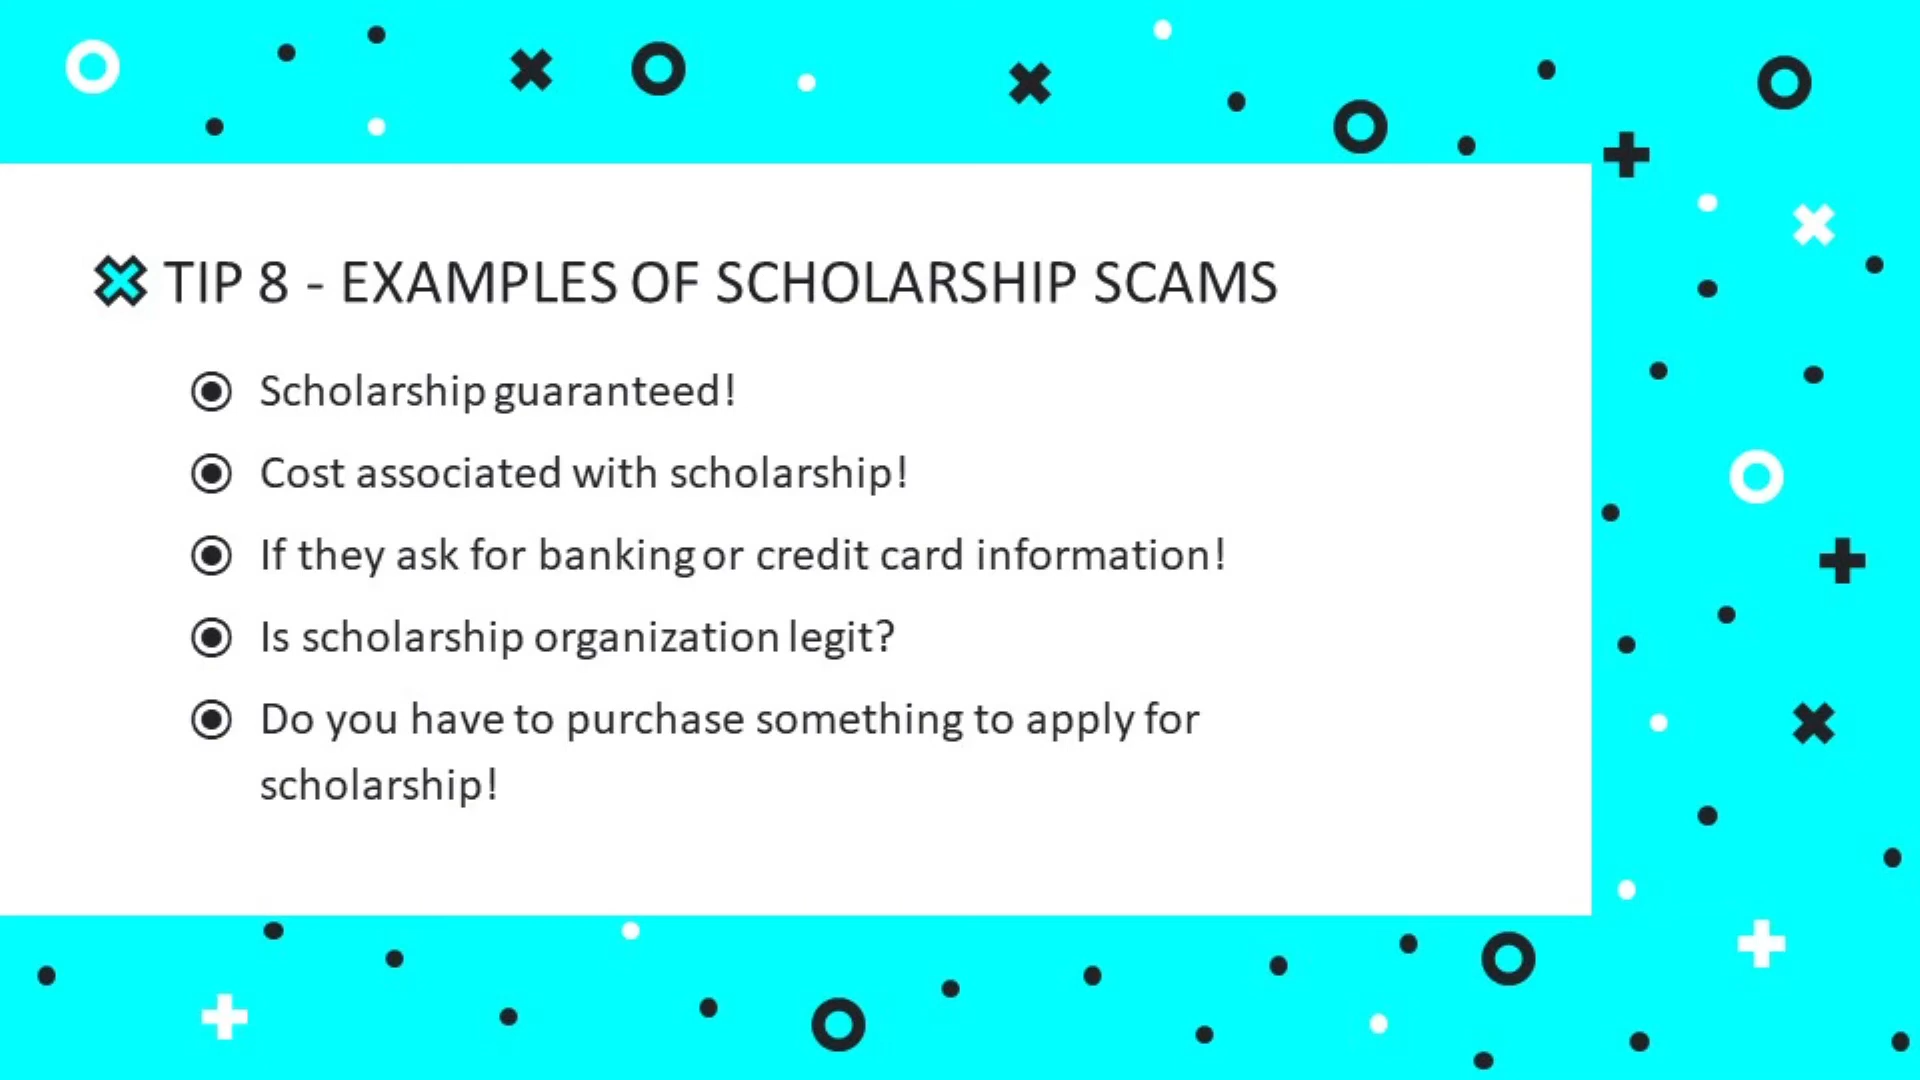 TIP 8 - EXAMPLES OF SCHOLARSHIP SCAMS
Scholarship guaranteed!
Cost associated with scholarship!
If they ask for banking or credit card information!
Is scholarship organization legit?
Do you have to purchase something to apply for
scholarship!